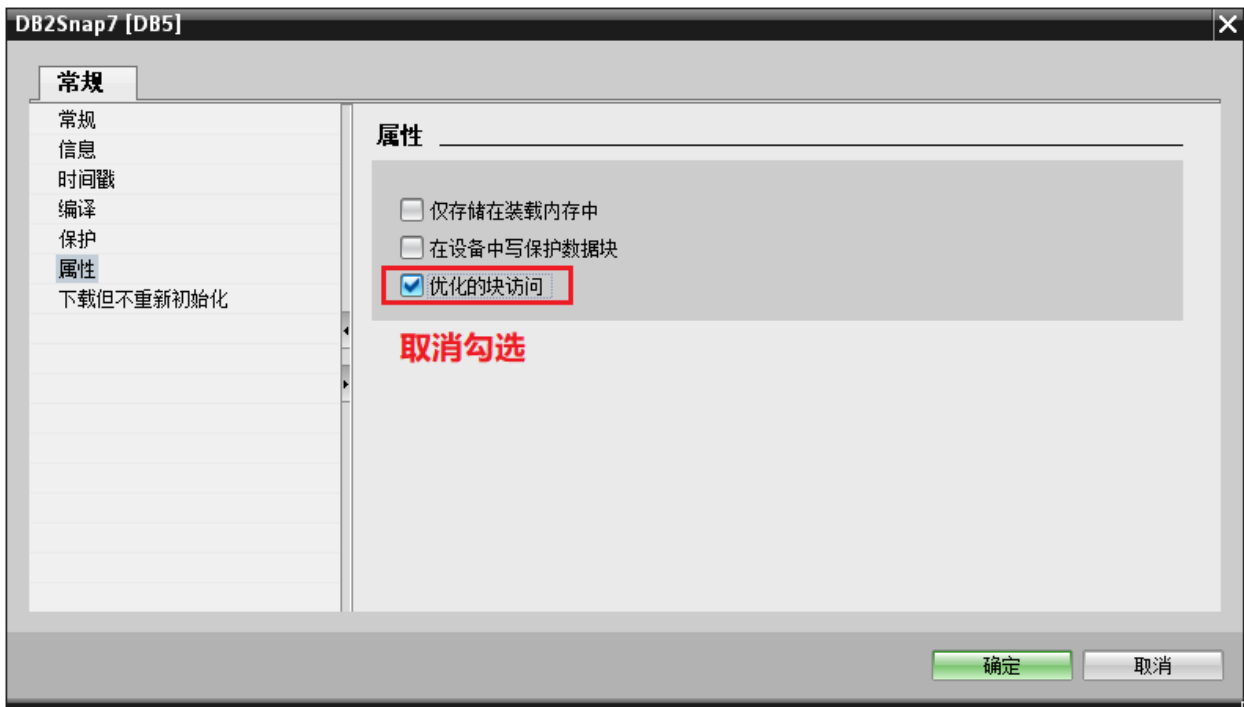 DB2Snap7 [DB5]
常规
常规
信息
时间戳
编译
保护
属性
下载但不重新初始化
属性
仅存储在装载内存中
在设备中写保护数据块
优化的块访问
取消勾选
确定
取消